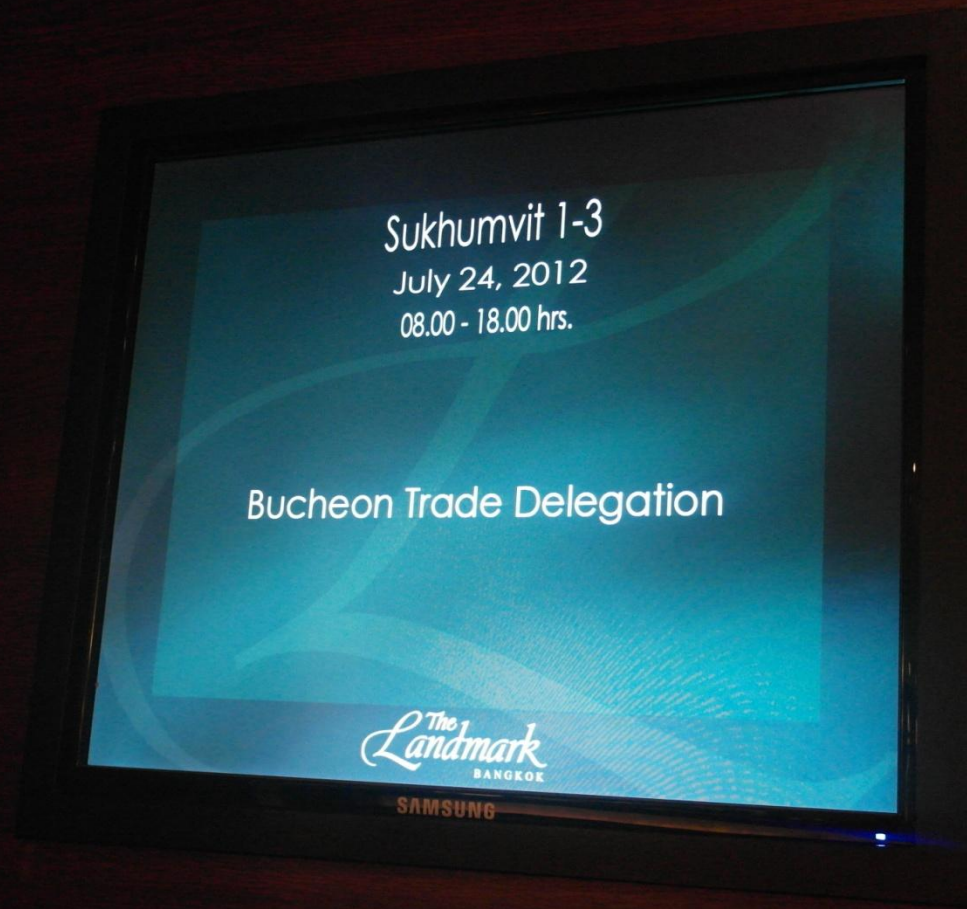 Sukhumvit 1-3
July 24, 2012
08.00 - 18.00 hrs.
Bucheon Trade Delegation
The
Landmark
BANGKOK
SAMSUNG